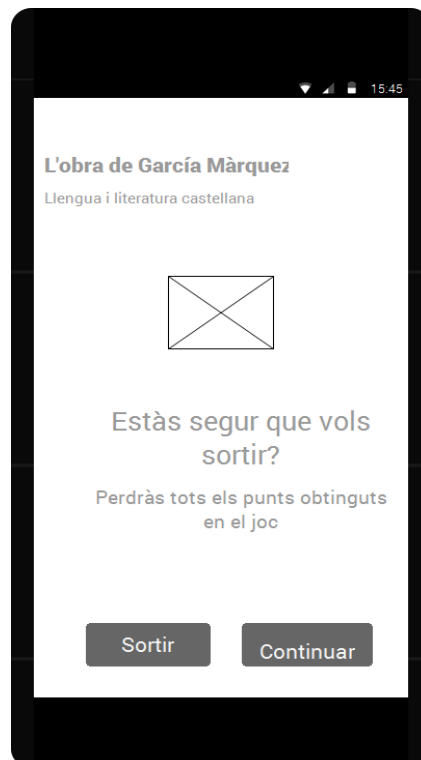 15:45
L'obra de García Màrquez
Llengua i literatura castellana
Estàs segur que vols
sortir?
Perdràs tots els punts obtinguts
en el joc
Sortir
Continuar